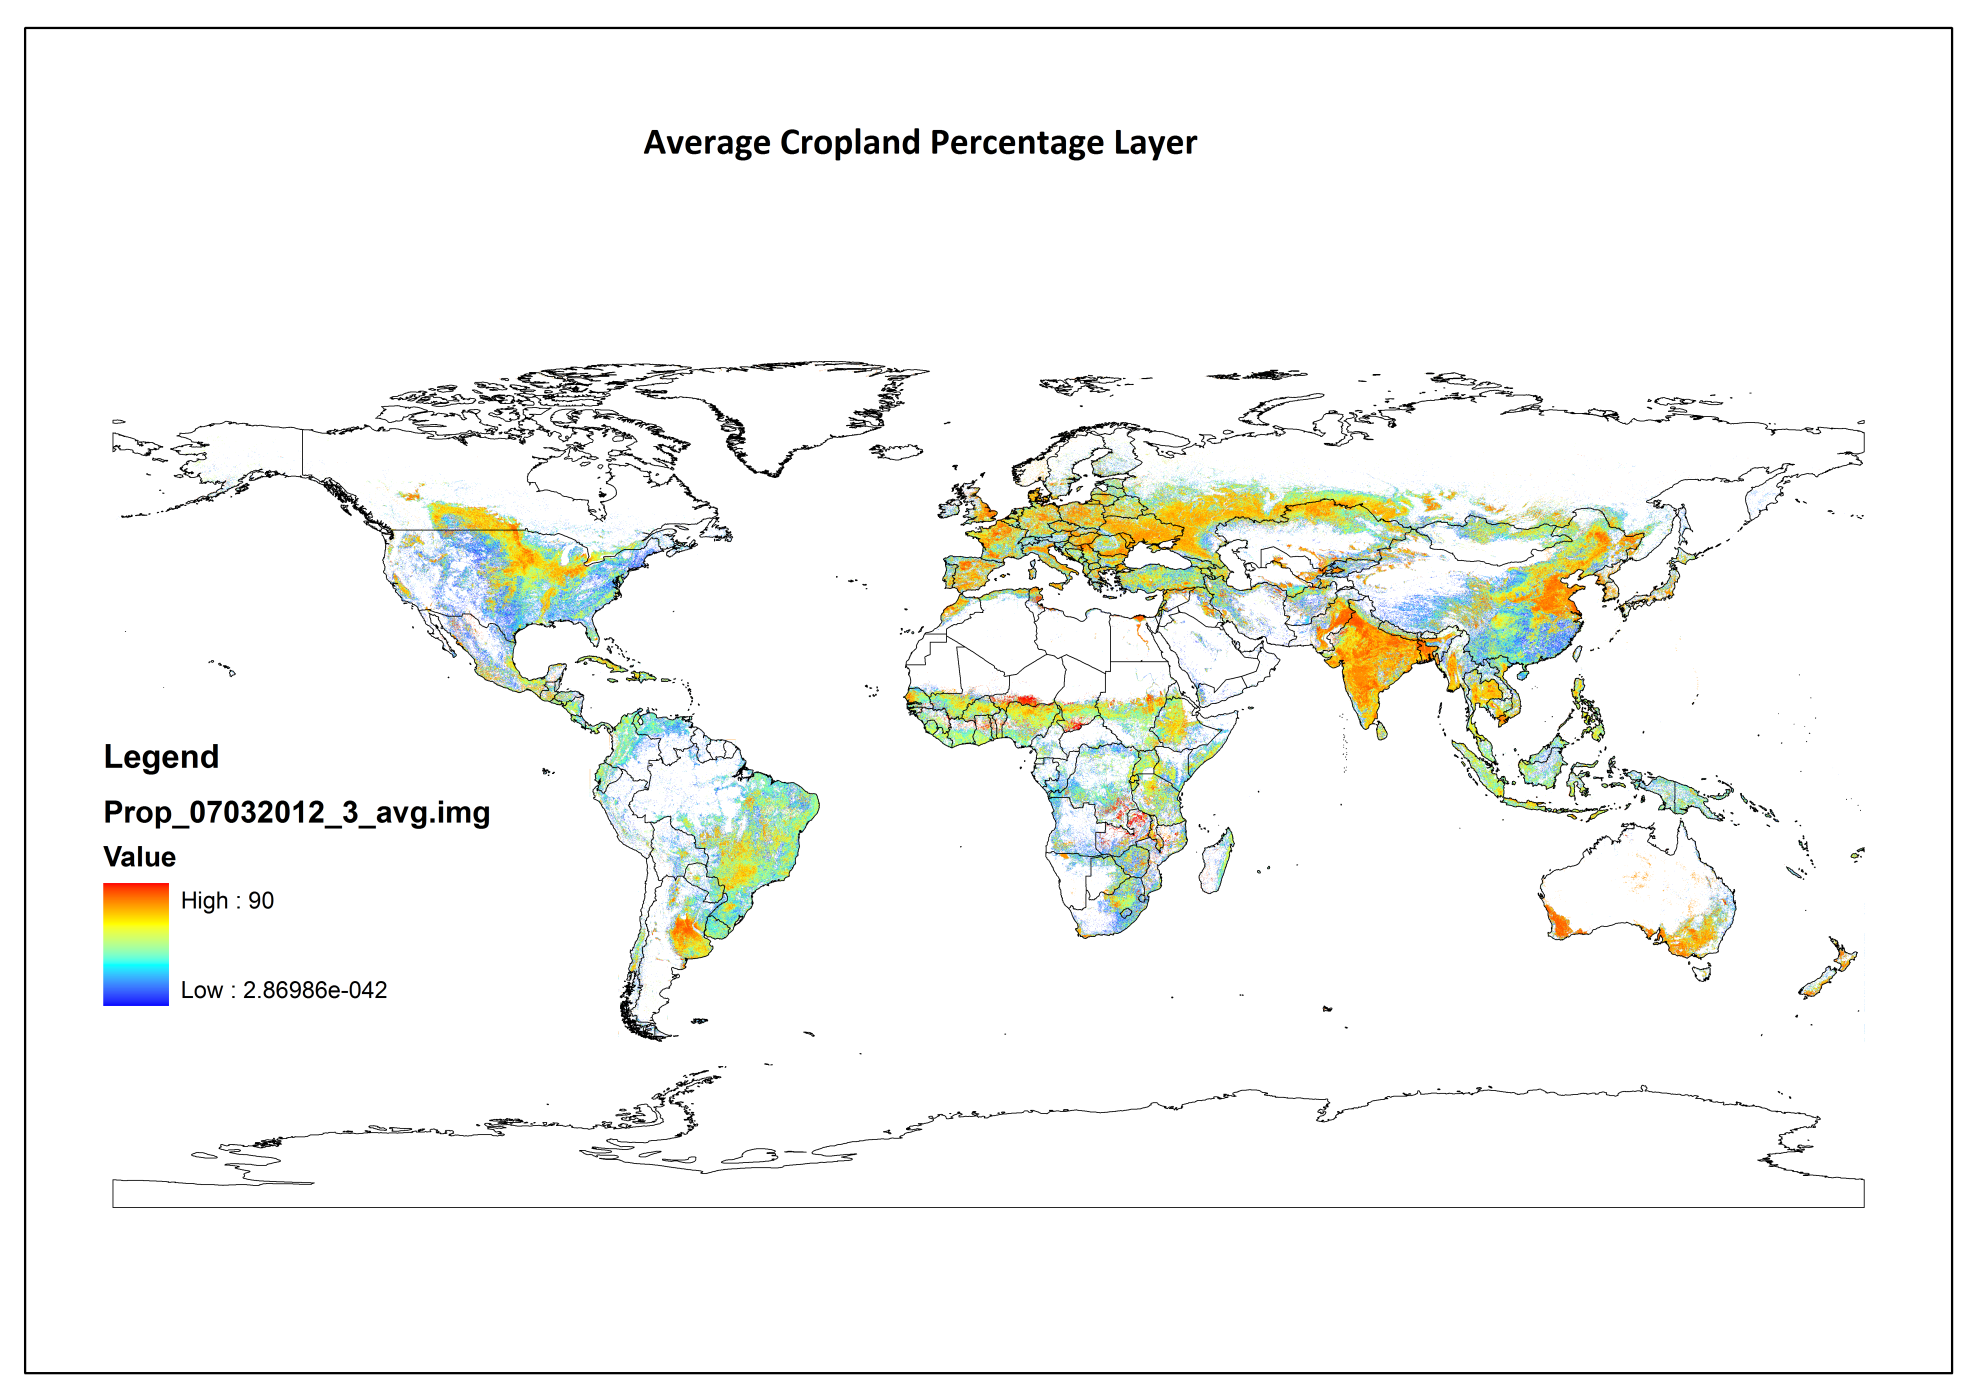 Average Cropland Percentage Layer
Legend
Prop_07032012_3_avg.img
Value
High : 90
Low : 2.86986e-042